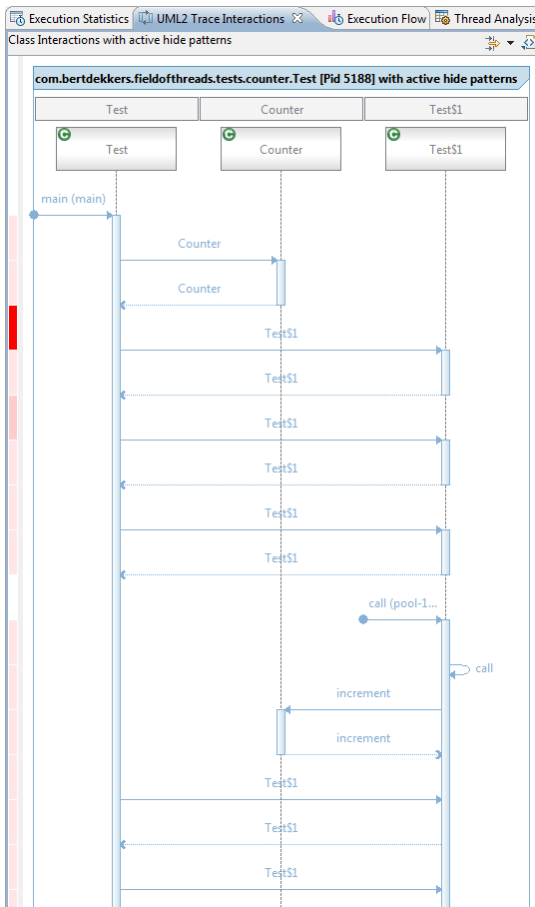 Execution Statistics UML2 Trace Interactions Execution Flow Thread Analysis
Class Interactions with active hide patterns
com.bertdekkers.fieldofthreads.tests.counter.Test [Pid 5188] with active hide patterns
Test Counter Test$1
C C C
Test Counter Test$1
main (main)
Counter
Counter
Test$1
Test$1
Test$1
Test$1
Test$1
Test$1
call (pool-1...
call
increment
increment
Test$1
Test$1
Test$1